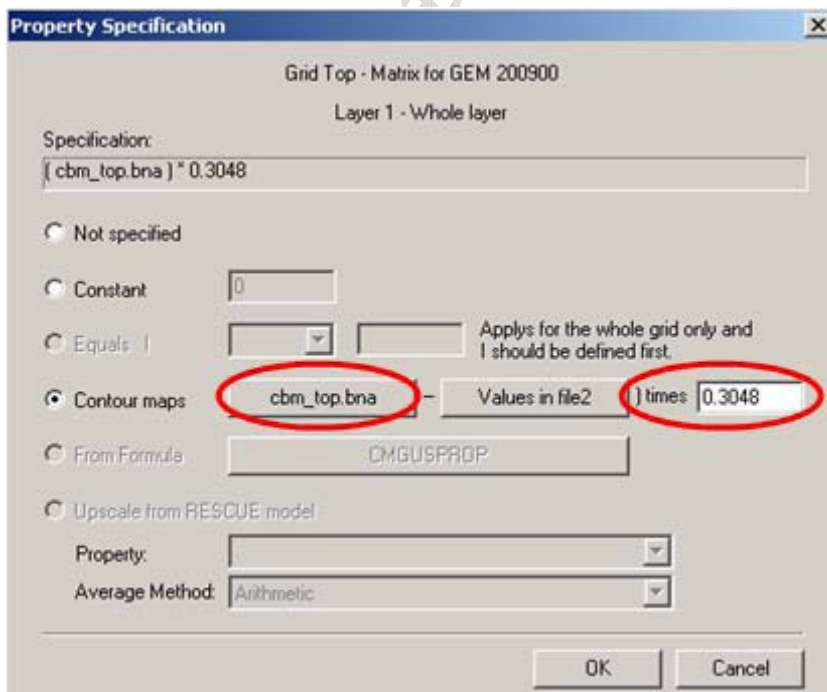 Property Specification
Grid Top - Matrix for GEM 200900
Layer 1 - Whole layer
Specification:
( cbm_top.bna ) * 0.3048
Not specified
Constant
0
Equals I
Applys for the whole grid only and
I should be defined first.
Contour maps
cbm_top.bna
-
Values in file2
) times
0.3048
From Formula
CMGUSPROP
Upscale from RESCUE model
Property:
Average Method:
Arithmetic
OK
Cancel